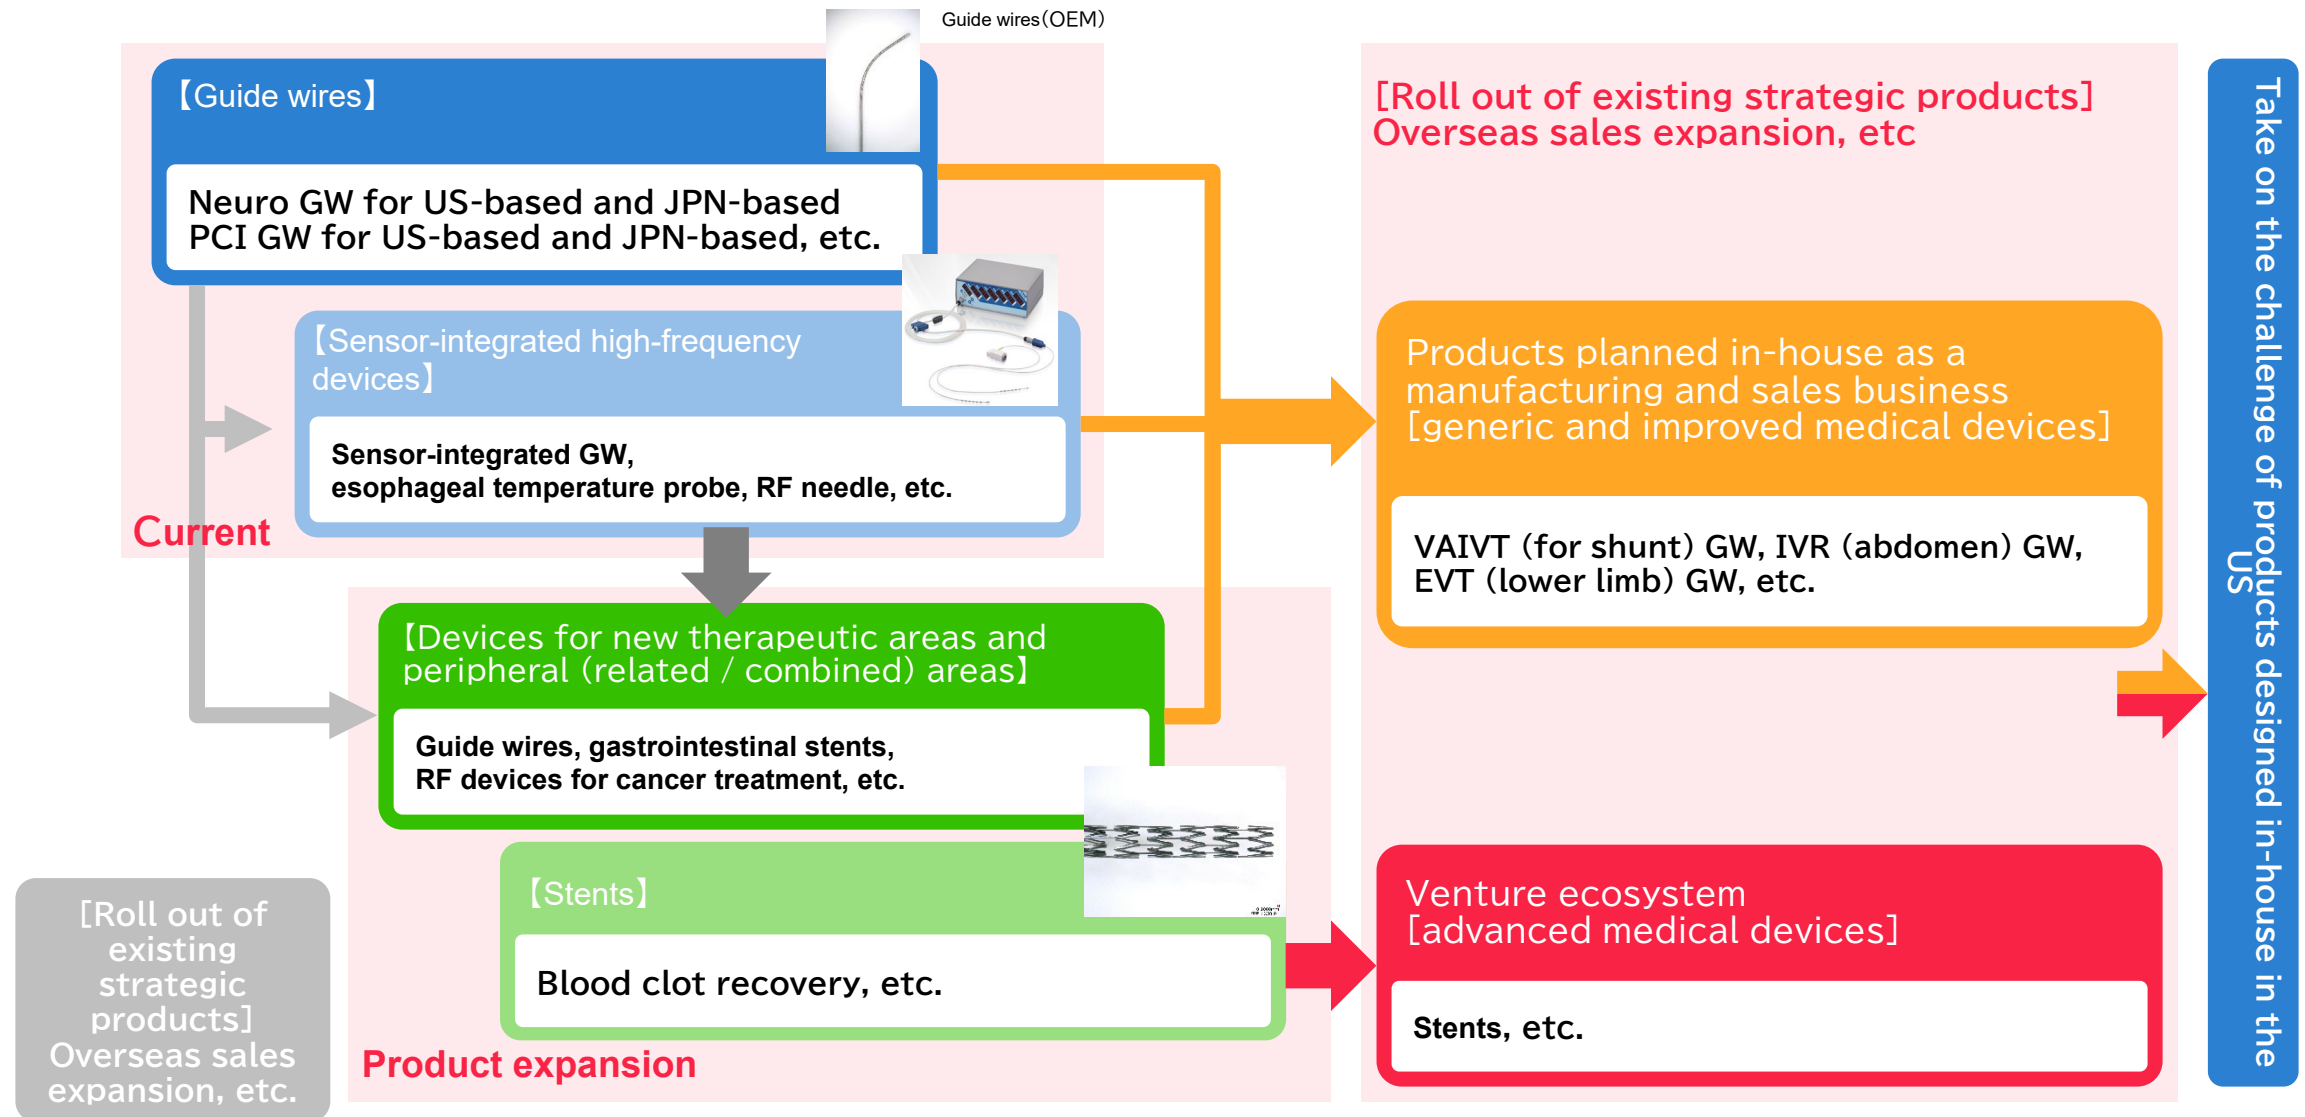 Guide wires(OEM)
【Guide wires】
Neuro GW for US-based and JPN-based
PCI GW for US-based and JPN-based, etc.
【Sensor-integrated high-frequency
devices】
Sensor-integrated GW,
esophageal temperature probe, RF needle, etc.
Current
【Devices for new therapeutic areas and
peripheral (related / combined) areas】
Guide wires, gastrointestinal stents,
RF devices for cancer treatment, etc.
【Stents】
Blood clot recovery, etc.
Product expansion
[Roll out of
existing
strategic
products]
Overseas sales
expansion, etc.
[Roll out of existing strategic products]
Overseas sales expansion, etc
Products planned in-house as a
manufacturing and sales business
[generic and improved medical devices]
VAIVT (for shunt) GW, IVR (abdomen) GW,
EVT (lower limb) GW, etc.
Venture ecosystem
[advanced medical devices]
Stents, etc.
Take on the challenge of products designed in-house in the
US